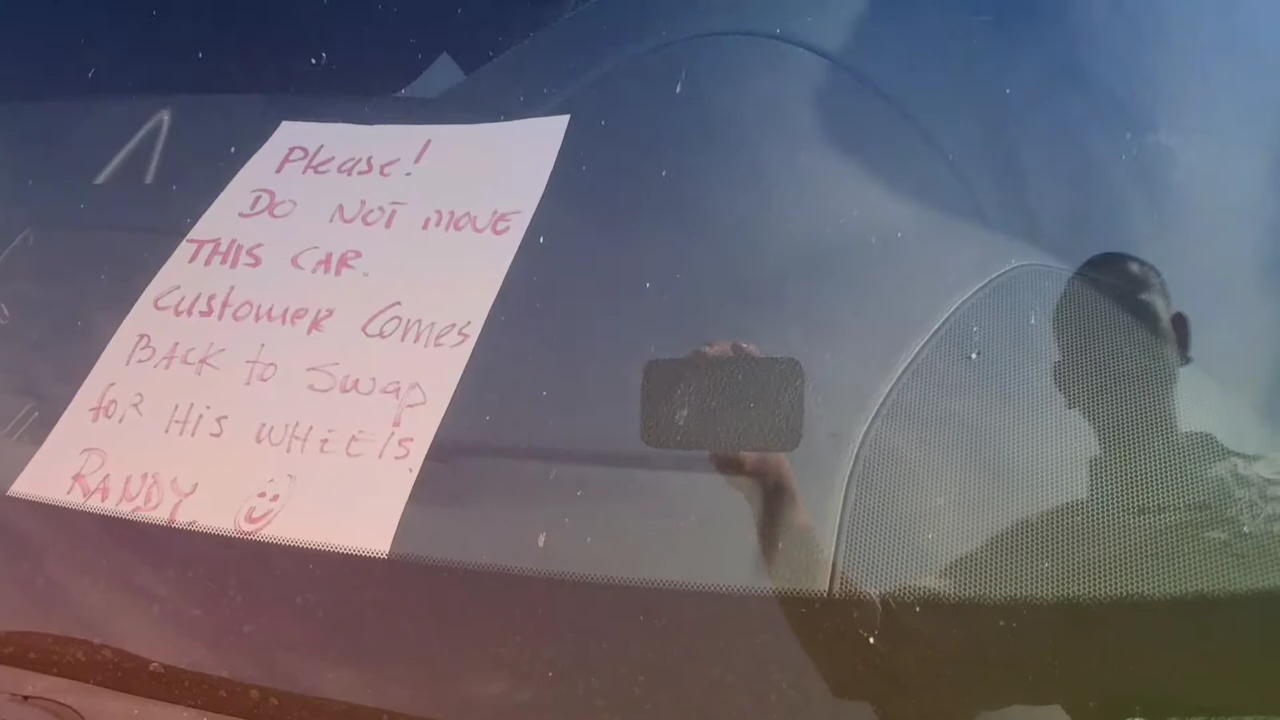 Please!
DO NOT MOVE
THIS CAR.
Customer Comes
BACK to Swap
foR His WHEEls.
RANDY.